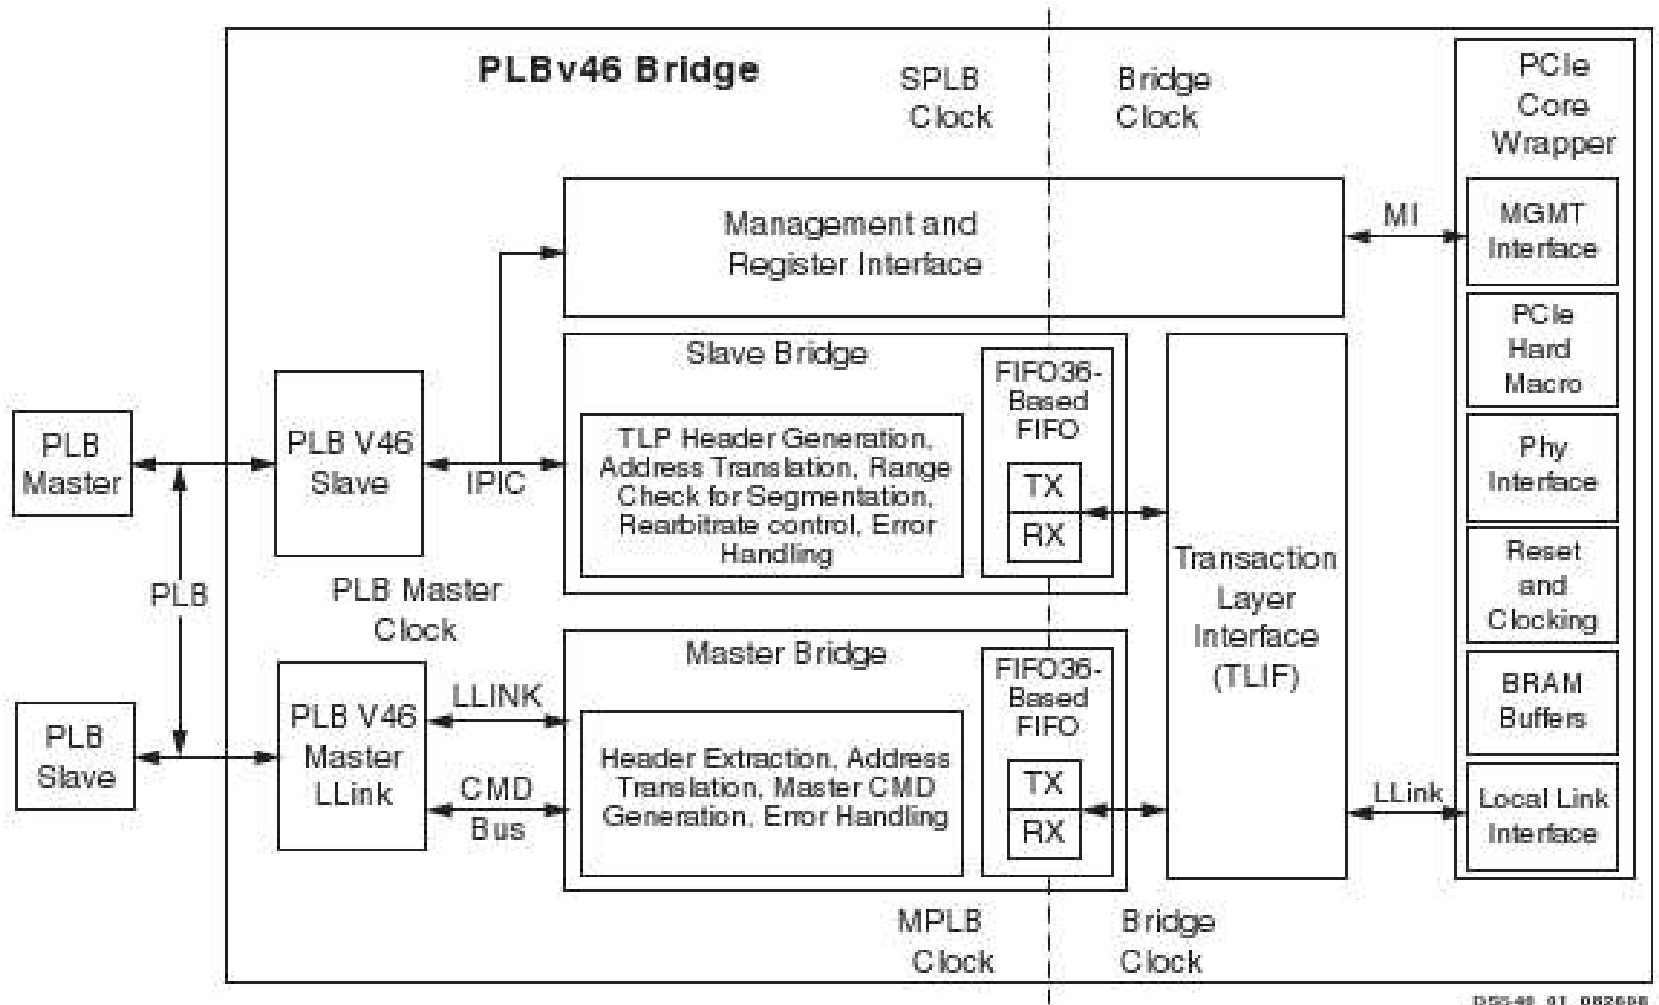 PLBv46 Bridge
SPLB
Clock
Bridge
Clock
PCIe
Core
Wrapper
Management and
Register Interface
MI
MGMT
Interface
PCIe
Hard
Macro
Phy
Interface
Reset
and
Clocking
BRAM
Buffers
Local Link
Interface
Slave Bridge
FIFO36-
Based
FIFO
TX
RX
TLP Header Generation,
Address Translation, Range
Check for Segmentation,
Rearbitrate control, Error
Handling
PLB
Master
PLB V46
Slave
IPIC
PLB
PLB Master
Clock
Transaction
Layer
Interface
(TLIF)
Master Bridge
FIFO36-
Based
FIFO
TX
RX
Header Extraction, Address
Translation, Master CMD
Generation, Error Handling
PLB
Slave
PLB V46
Master
LLink
LLINK
CMD
Bus
LLink
MPLB
Clock
Bridge
Clock